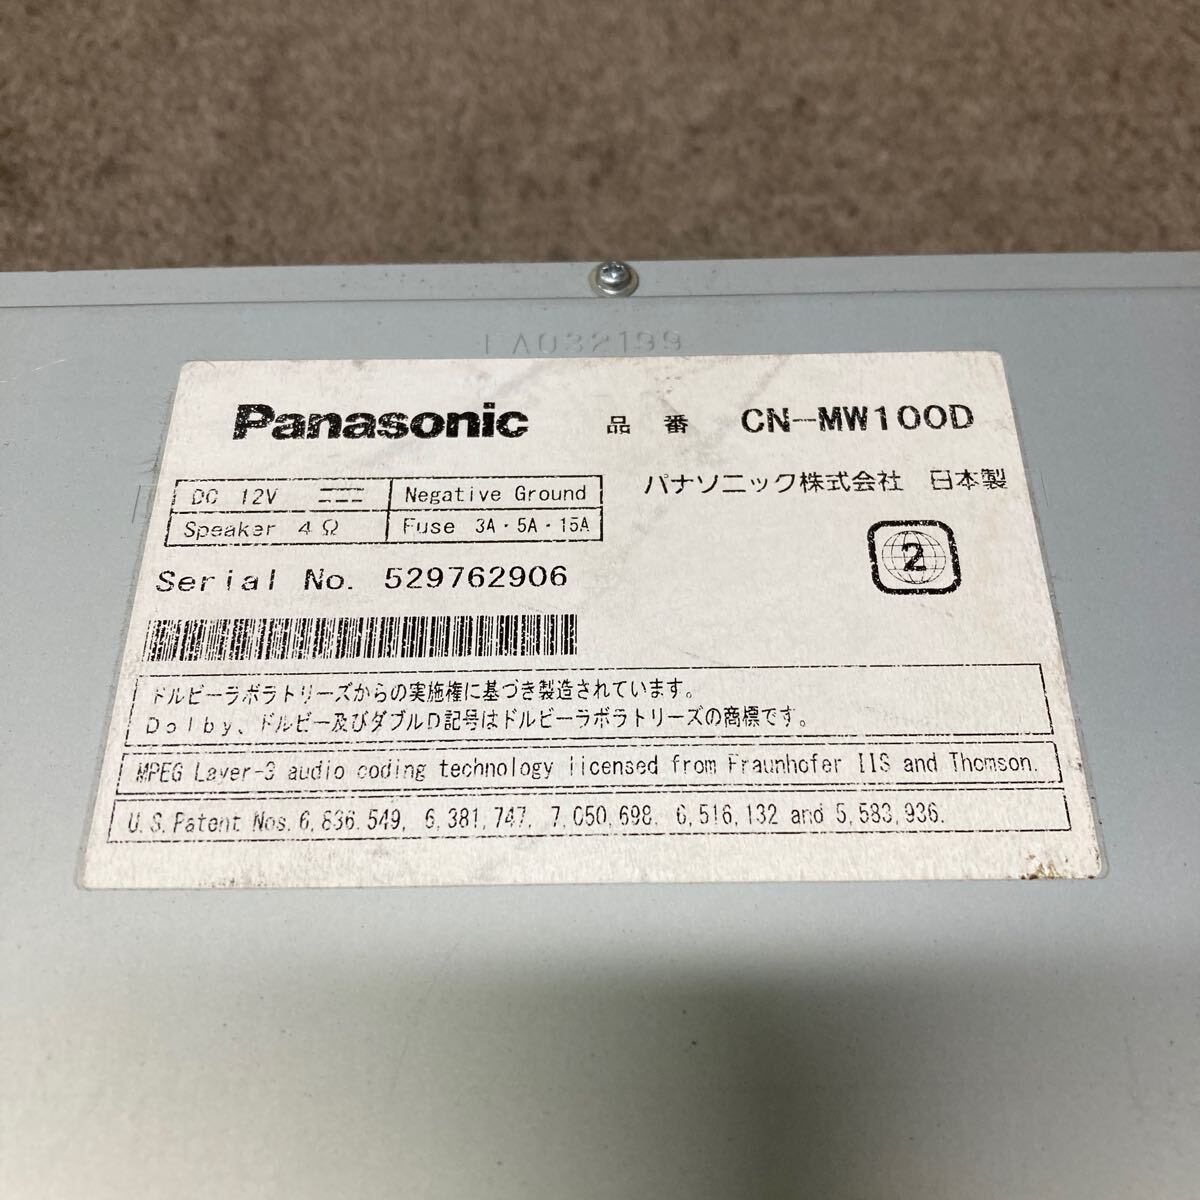 FA032199
Panasonic 品番 CN-MW100D
DC 12V Negative Ground
Speaker 4Ω Fuse 3A・5A・15A
パナソニック株式会社 日本製
2
Serial No. 529762906
ドルビーラボラトリーズからの実施権に基づき製造されています。
Dolby、ドルビー及びダブルD記号はドルビーラボラトリーズの商標です。
MPEG Layer-3 audio coding technology licensed from Fraunhofer IIS and Thomson.
U.S.Patent Nos.6,836,549, 6,381,747, 7,050,698, 6,516,132 and 5,583,936.